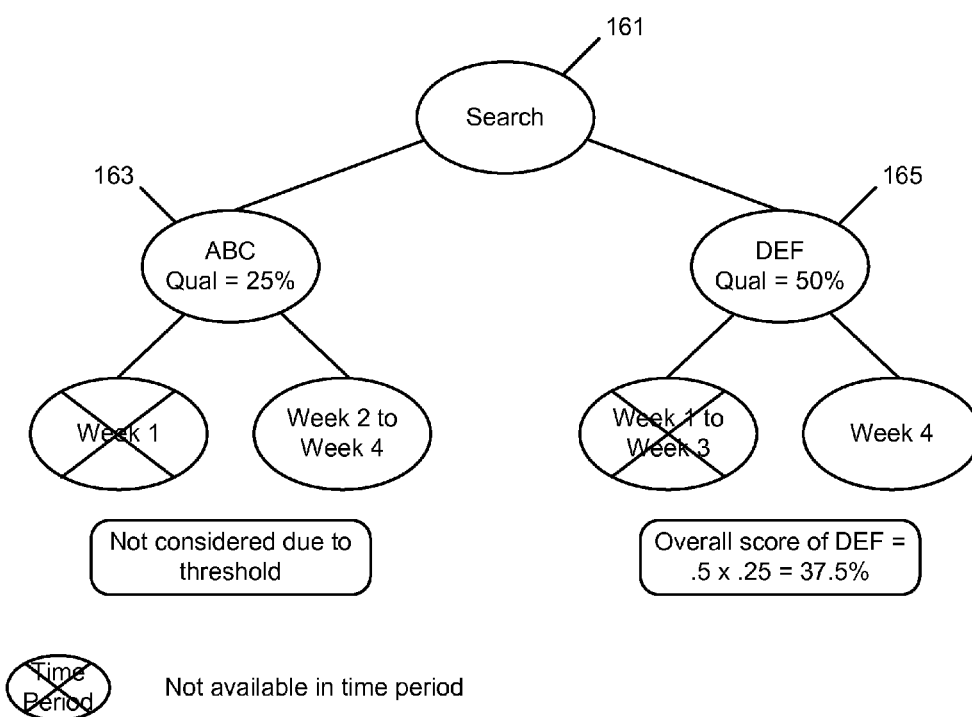 161
Search
163
165
ABC
Qual = 25%
DEF
Qual = 50%
Week 1
Week 2 to
Week 4
Week 1 to
Week 3
Week 4
Not considered due to
threshold
Overall score of DEF =
.5 x .25 = 37.5%
Time
Period
Not available in time period